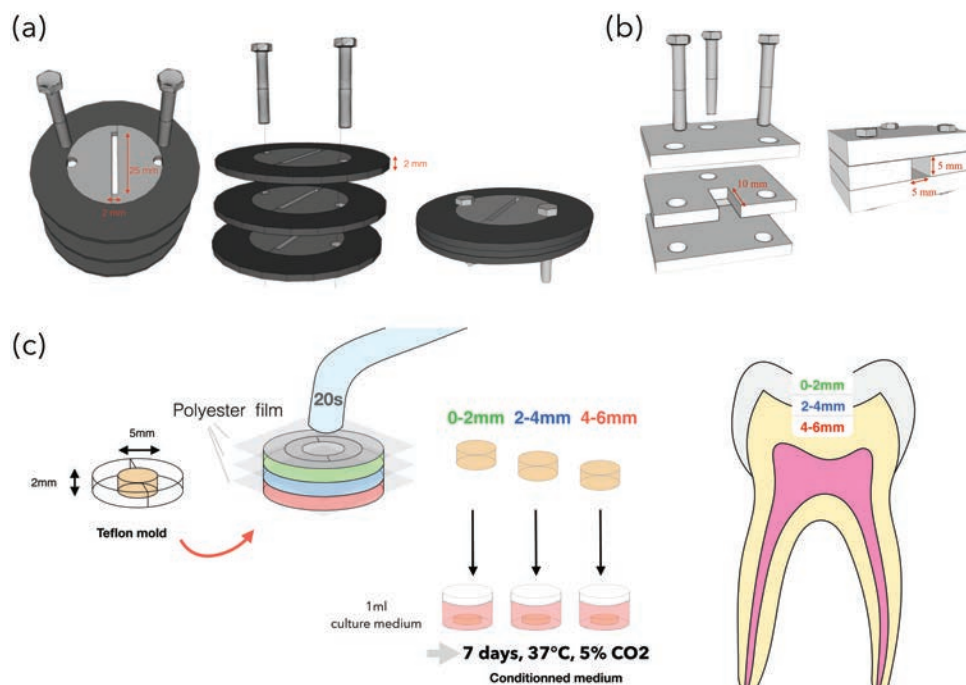 (a)
25 mm
2 mm
2 mm
(b)
10 mm
5 mm
5 mm
(c)
20s
Polyester film
5mm
2mm
Teflon mold
0-2mm 2-4mm 4-6mm
1ml
culture medium
7 days, 37°C, 5% CO2
Conditionned medium
0-2mm
2-4mm
4-6mm